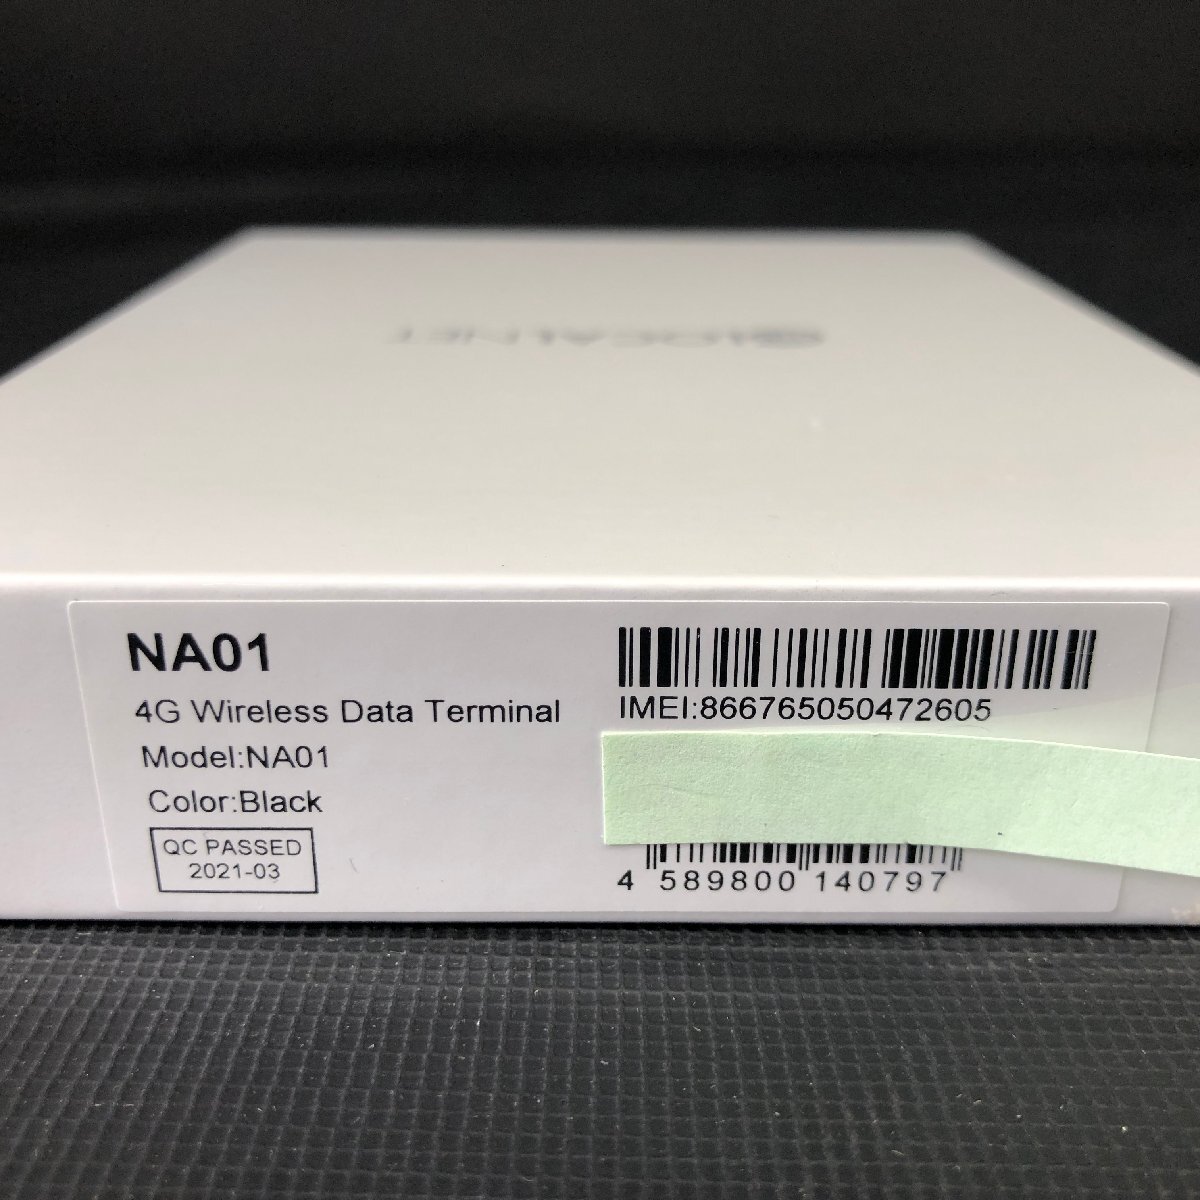 NA01
4G Wireless Data Terminal
Model:NA01
Color:Black
QC PASSED
2021-03
IMEI:866765050472605
4 589800 140797